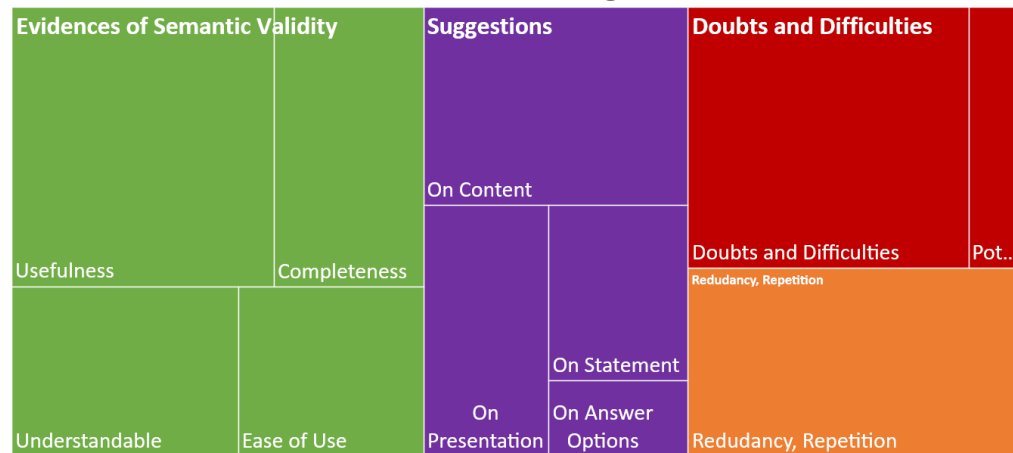 Evidences of Semantic Validity
Usefulness
Completeness
Understandable
Ease of Use
Suggestions
On Content
On
Presentation
On Statement
On Answer
Options
Doubts and Difficulties
Doubts and Difficulties
Pot...
Redudancy, Repetition
Redudancy, Repetition